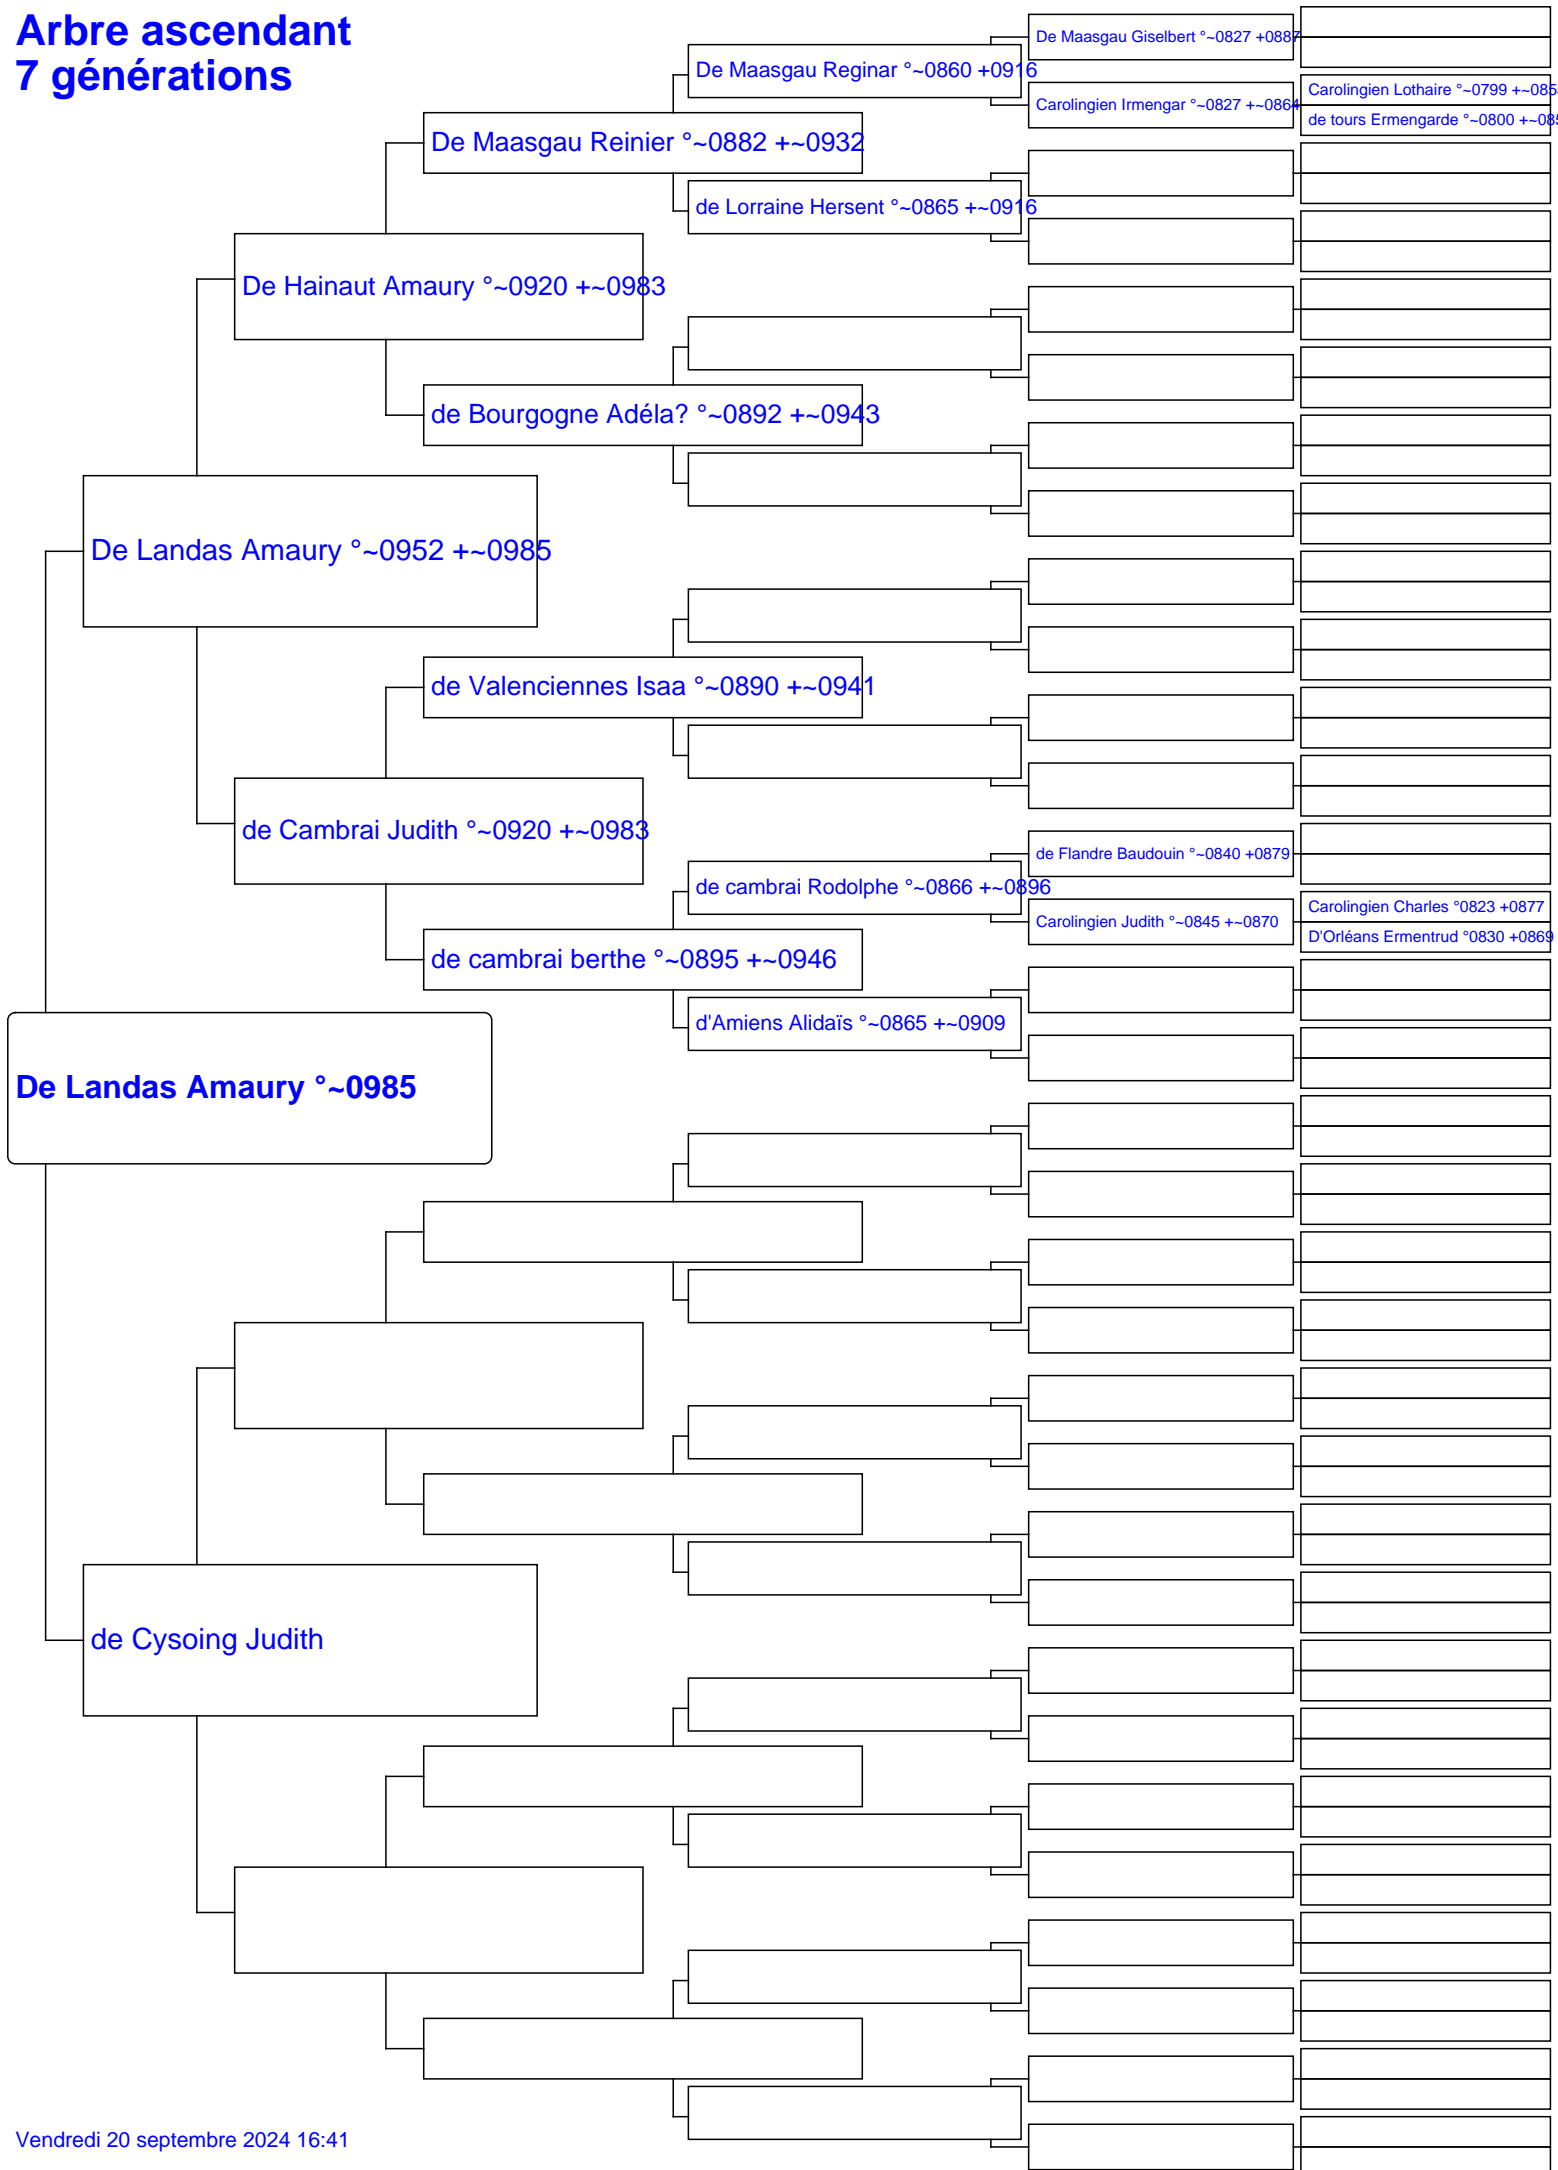 Arbre ascendant
7 générations
De Maasgau Giselbert °~0827 +0887
De Maasgau Reginar °~0860 +0916
Carolingien Lothaire °~0799 +~085
Carolingien Irmengar °~0827 +~0864
de tours Ermengarde °~0800 +~085
De Maasgau Reinier °~0882 +~0932
de Lorraine Hersent °~0865 +~0916
De Hainaut Amaury °~0920 +~0983
de Bourgogne Adéla? °~0892 +~0943
De Landas Amaury °~0952 +~0985
de Valenciennes Isaa °~0890 +~0941
de Cambrai Judith °~0920 +~0983
de Flandre Baudouin °~0840 +0879
de cambrai Rodolphe °~0866 +~0896
Carolingien Charles °0823 +0877
Carolingien Judith °~0845 +~0870
D'Orléans Ermentrud °0830 +0869
de cambrai berthe °~0895 +~0946
d'Amiens Alidaïs °~0865 +~0909
De Landas Amaury °~0985
de Cysoing Judith
Vendredi 20 septembre 2024 16:41